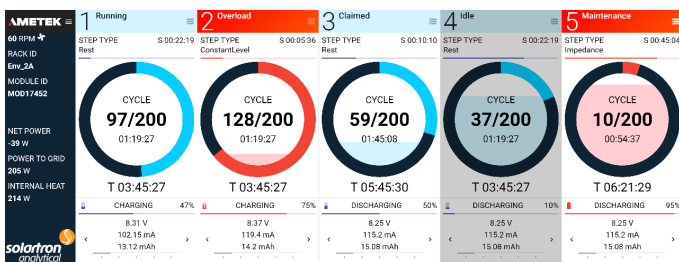 AMETEK
60 RPM
RACK ID
Env_2A
MODULE ID
MOD17452
NET POWER
-39 W
POWER TO GRID
205 W
INTERNAL HEAT
214 W
solartron
analytical
1 Running
STEP TYPE S 00:22:19
Rest
CYCLE
97/200
01:19:27
T 03:45:27
CHARGING 47%
8.31 V
102.15 mAh
13.12 mAh
2 Overload
STEP TYPE S 00:05:36
ConstantLevel
CYCLE
128/200
01:19:27
T 03:45:27
CHARGING 75%
8.37 V
119.4 mA
14.2 mAh
3 Claimed
STEP TYPE S 00:10:10
Rest
CYCLE
59/200
01:45:08
T 05:45:30
DISCHARGING 50%
8.25 V
115.2 mA
15.08 mAh
4 Idle
STEP TYPE S 00:22:19
Rest
CYCLE
37/200
01:19:27
T 03:45:27
DISCHARGING 10%
8.25 V
115.2 mA
15.08 mAh
5 Maintenance
STEP TYPE S 00:45:04
Impedance
CYCLE
10/200
00:54:37
T 06:21:29
DISCHARGING 95%
8.25 V
115.2 mA
15.08 mAh